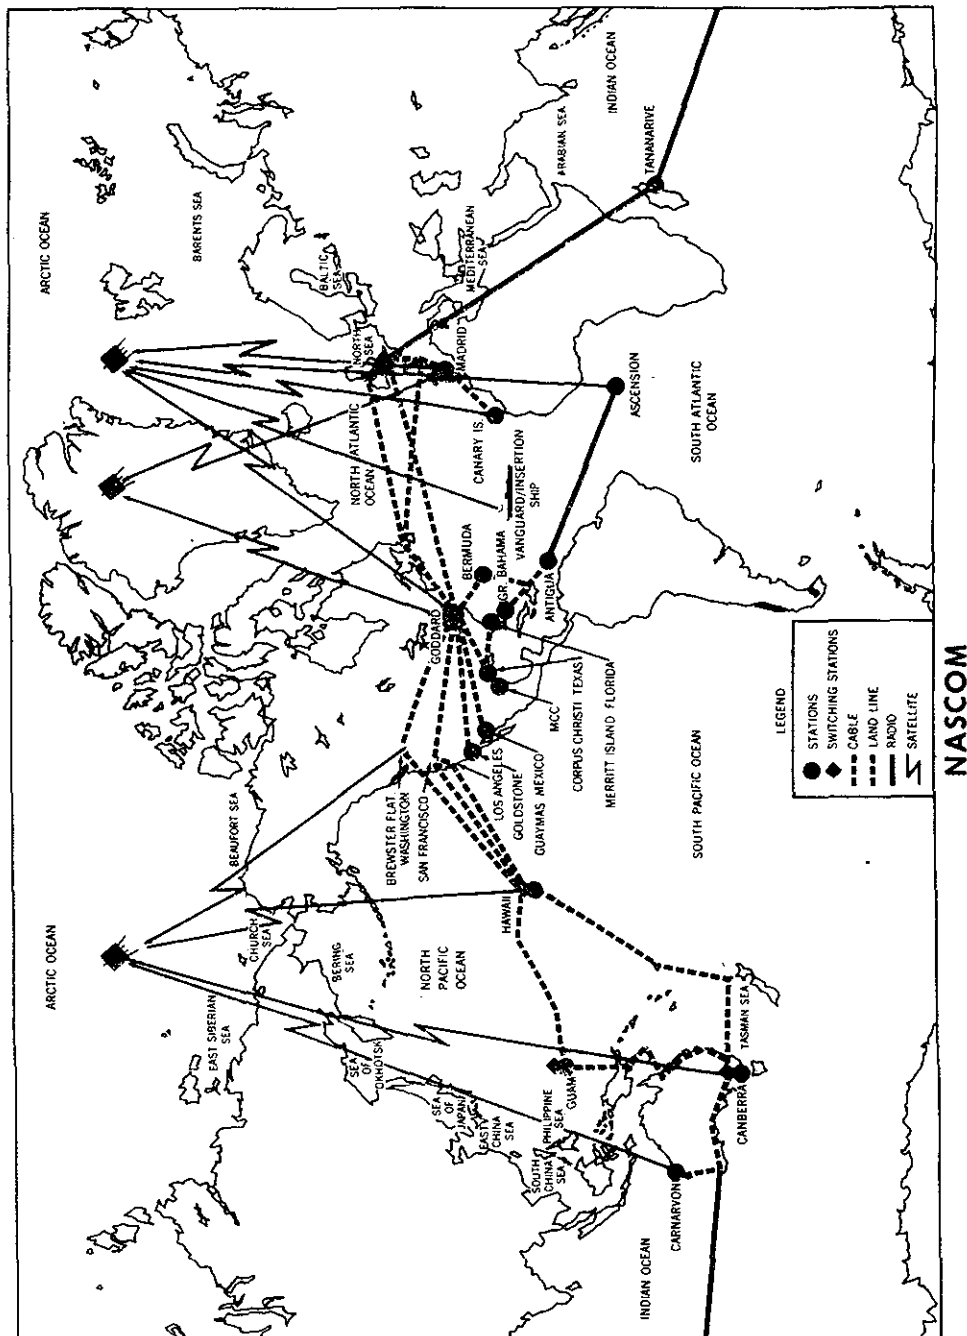 ARCTIC OCEAN
ARCTIC OCEAN
EAST SIBERIAN
SEA
CHURCH
SEA
BEAUFORT SEA
BARENTS SEA
BERING
SEA
SEA
OF
OKHOTSK
SEA
OF
JAPAN
EAST
CHINA
SEA
SOUTH
CHINA
SEA
PHILIPPINE
SEA
NORTH
PACIFIC
OCEAN
BREWSTER FLAT,
WASHINGTON
SAN FRANCISCO
LOS ANGELES
GOLDSTONE
GUAYMAS MEXICO
MCC
CORPUS CHRISTI TEXAS
MERRITT ISLAND FLORIDA
GODDARD
BERMUDA
GR. BAHAMA
ANTIGUA
VANGUARD/INSERTION
SHIP
NORTH ATLANTIC
OCEAN
NORTH
SEA
BALTIC
SEA
MADRID
CANARY IS.
MEDITERRANEAN
SEA
ARABIAN SEA
INDIAN OCEAN
TANANARIVE
ASCENSION
SOUTH ATLANTIC
OCEAN
HAWAII
GUAM
CARNARVON
CANBERRA
TASMAN SEA
INDIAN OCEAN
SOUTH PACIFIC OCEAN
LEGEND
STATIONS
SWITCHING STATIONS
CABLE
LAND LINE
RADIO
SATELLITE
NASCOM